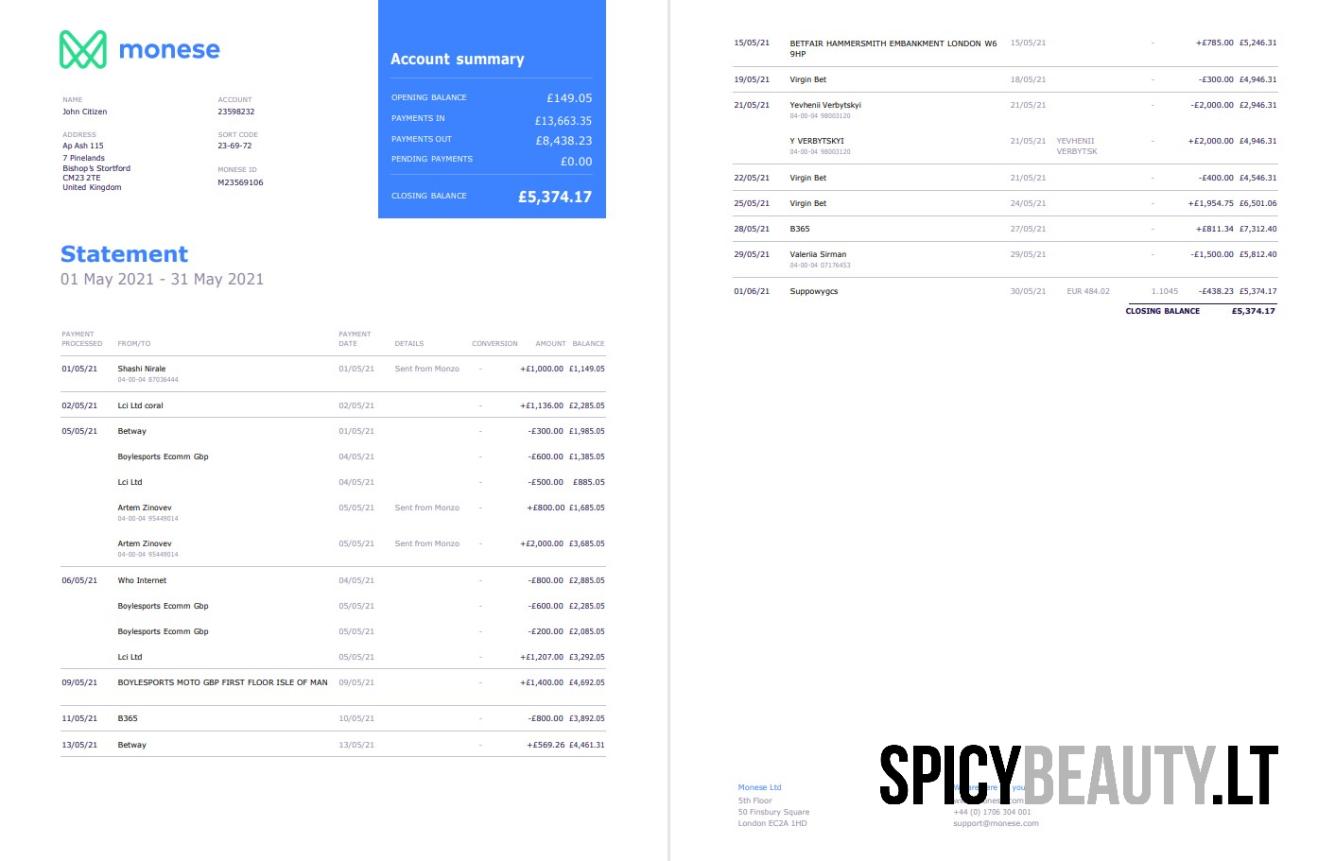 monese
Account summary
OPENING BALANCE £149.05
PAYMENTS IN £13,663.35
PAYMENTS OUT £8,438.23
PENDING PAYMENTS £0.00
CLOSING BALANCE £5,374.17
NAME ACCOUNT
John Citizen 23598232
ADDRESS SORT CODE
Ap Ash 115 23-69-72
7 Pinelands
Bishop's Stortford MONESE ID
CM23 2TE M23569106
United Kingdom
Statement
01 May 2021 - 31 May 2021
PAYMENT PROCESSED FROM/TO PAYMENT DATE DETAILS CONVERSION AMOUNT BALANCE
01/05/21 Shashi Nirale 01/05/21 Sent from Monzo - +£1,000.00 £1,149.05
04-00-04 87036444
02/05/21 Lci Ltd coral 02/05/21 - +£1,136.00 £2,285.05
05/05/21 Betway 01/05/21 - -£300.00 £1,985.05
Boylesports Ecomm Gbp 04/05/21 - -£600.00 £1,385.05
Lci Ltd 04/05/21 - -£500.00 £885.05
Artem Zinovev 05/05/21 Sent from Monzo - +£800.00 £1,685.05
04-00-04 95449014
Artem Zinovev 05/05/21 Sent from Monzo - +£2,000.00 £3,685.05
04-00-04 95449014
06/05/21 Who Internet 04/05/21 - -£800.00 £2,885.05
Boylesports Ecomm Gbp 05/05/21 - -£600.00 £2,285.05
Boylesports Ecomm Gbp 05/05/21 - -£200.00 £2,085.05
Lci Ltd 05/05/21 - +£1,207.00 £3,292.05
09/05/21 BOYLESPORTS MOTO GBP FIRST FLOOR ISLE OF MAN 09/05/21 - +£1,400.00 £4,692.05
11/05/21 B365 10/05/21 - -£800.00 £3,892.05
13/05/21 Betway 13/05/21 - +£569.26 £4,461.31
15/05/21 BETFAIR HAMMERSMITH EMBANKMENT LONDON W6 15/05/21 - +£785.00 £5,246.31
9HP
19/05/21 Virgin Bet 18/05/21 - -£300.00 £4,946.31
21/05/21 Yevhenii Verbytskyi 21/05/21 - -£2,000.00 £2,946.31
04-00-04 98003120
Y VERBYTSKYI 21/05/21 YEVHENII - +£2,000.00 £4,946.31
04-00-04 98003120 VERBYTSK
22/05/21 Virgin Bet 21/05/21 - -£400.00 £4,546.31
25/05/21 Virgin Bet 24/05/21 - +£1,954.75 £6,501.06
28/05/21 B365 27/05/21 - +£811.34 £7,312.40
29/05/21 Valeriia Sirman 29/05/21 - -£1,500.00 £5,812.40
04-00-04 07176453
01/06/21 Suppowygcs 30/05/21 EUR 484.02 1.1045 -£438.23 £5,374.17
CLOSING BALANCE £5,374.17
SPICYBEAUTY.LT
Monese Ltd
5th Floor
50 Finsbury Square +44 (0) 1706 304 001
London EC2A 1HD support@monese.com